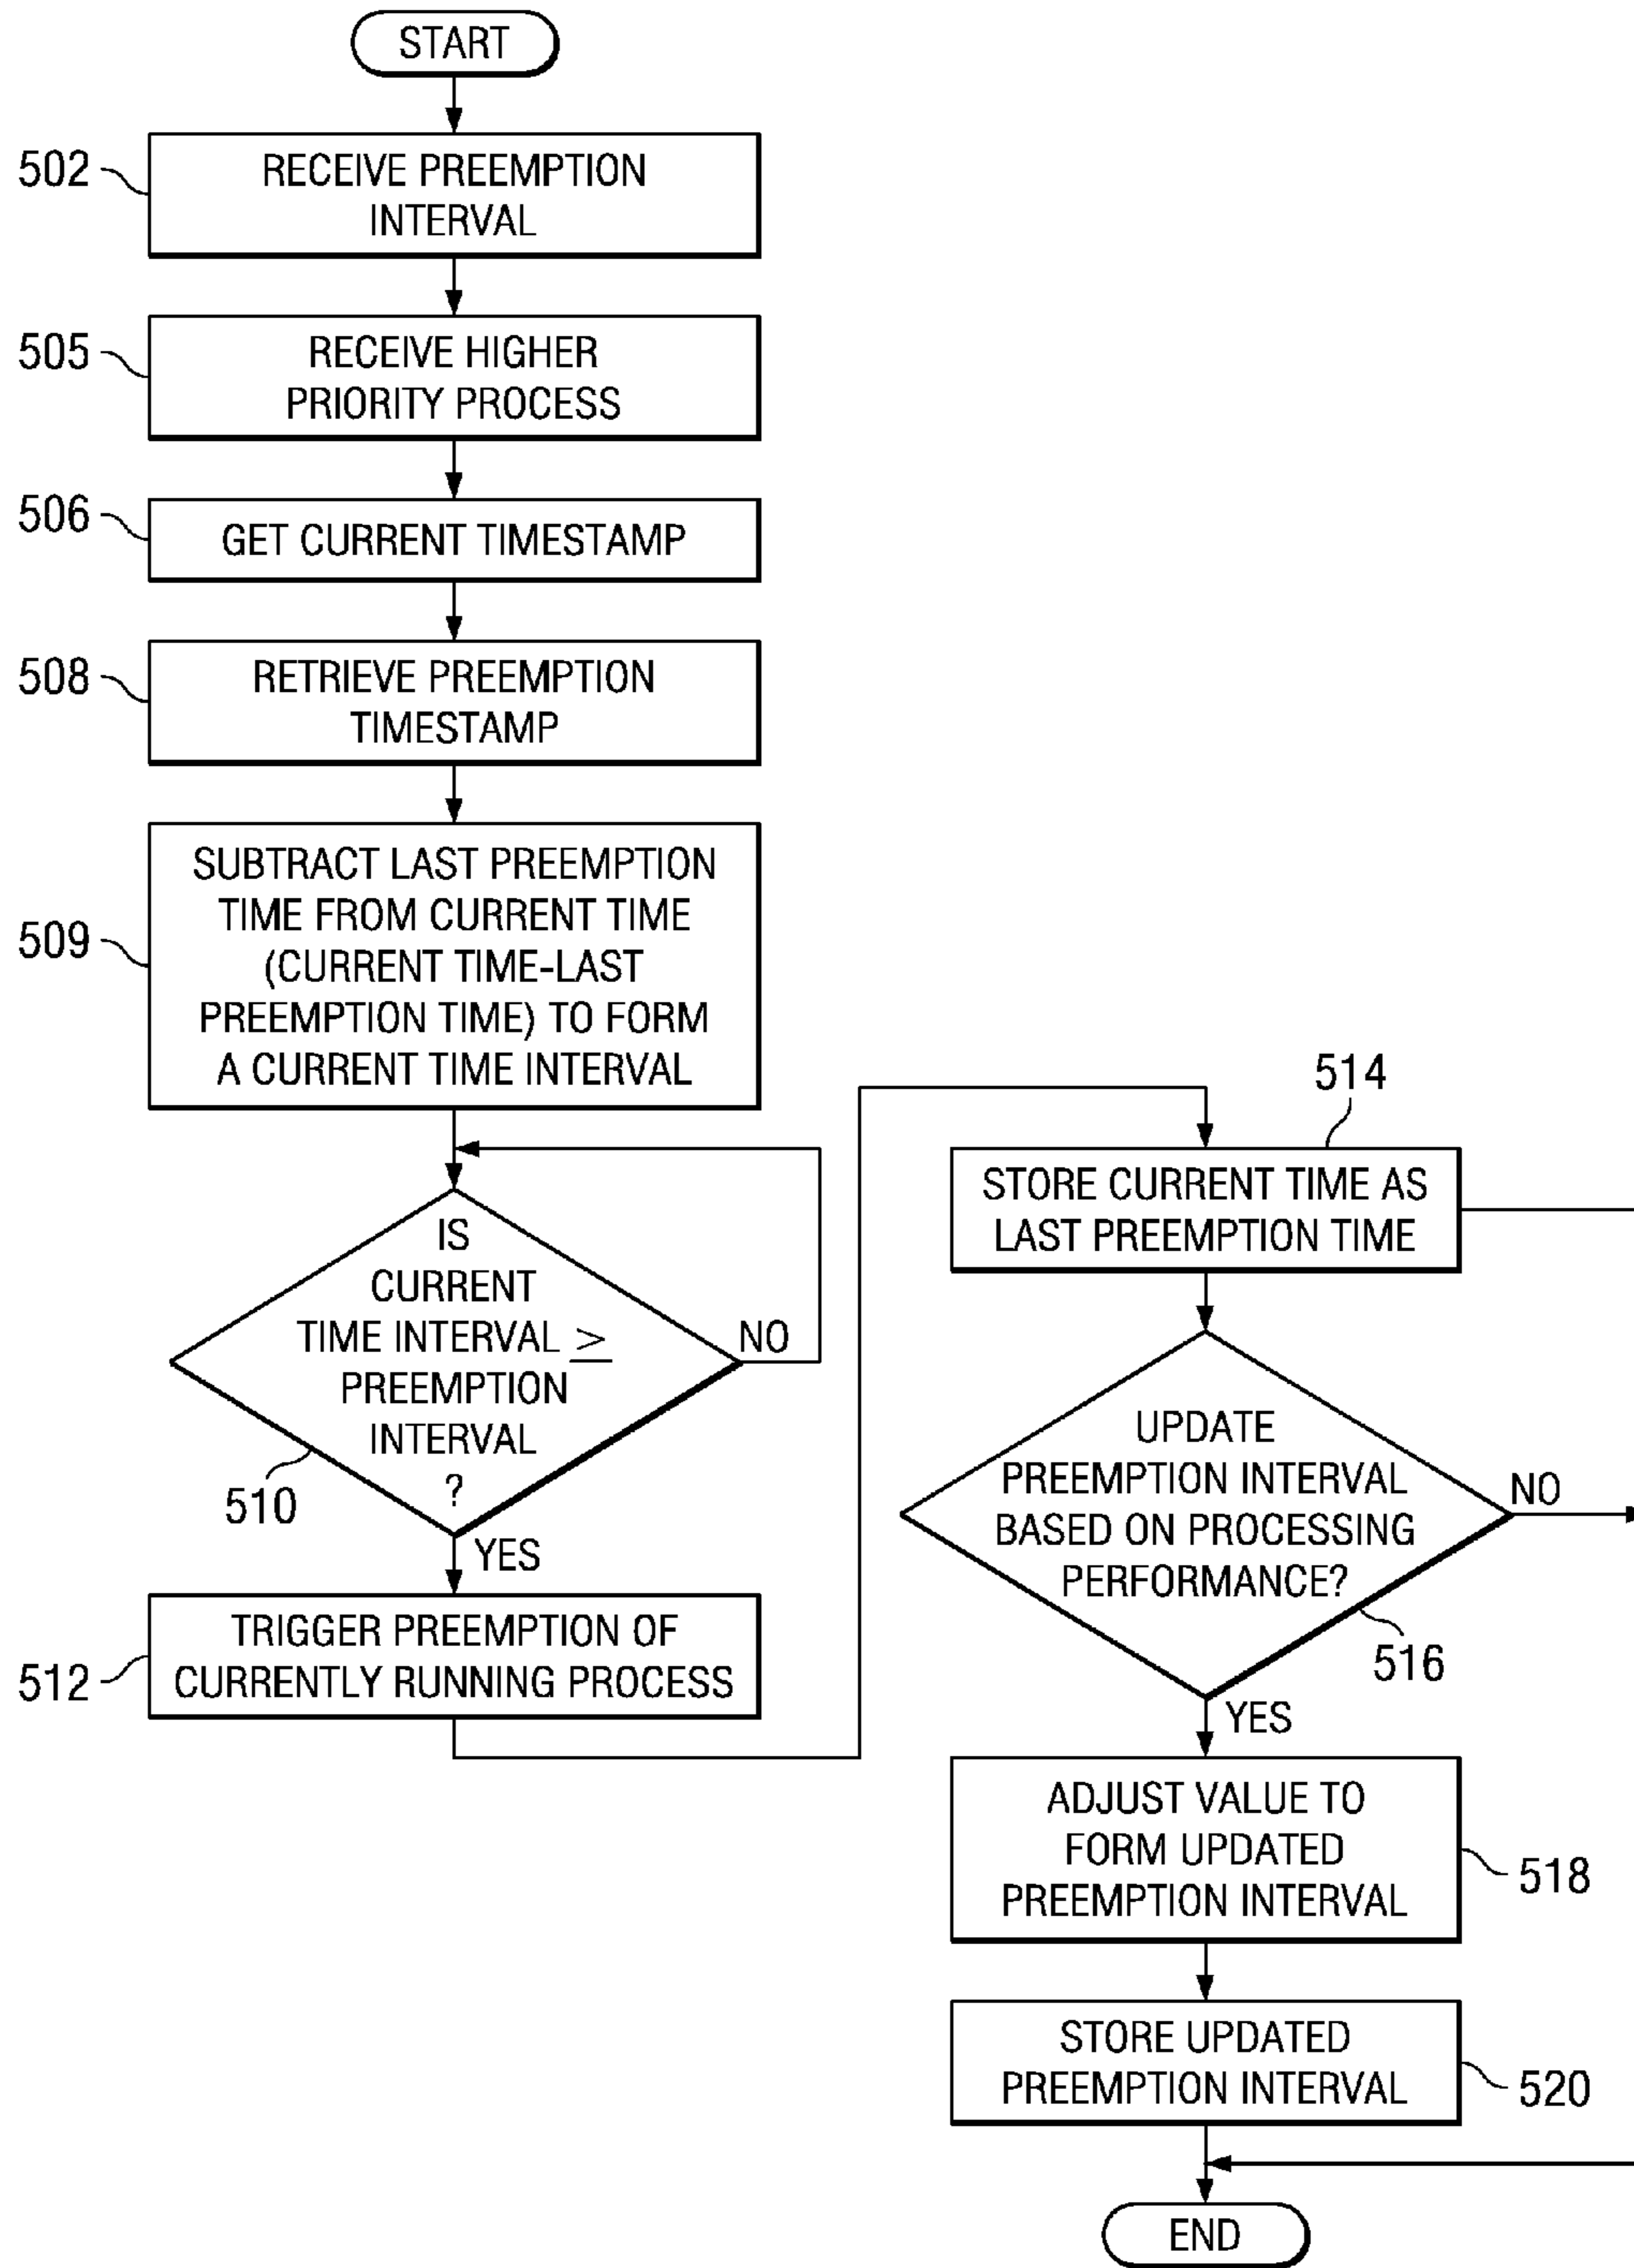 START
502
RECEIVE PREEMPTION
INTERVAL
505
RECEIVE HIGHER
PRIORITY PROCESS
506
GET CURRENT TIMESTAMP
508
RETRIEVE PREEMPTION
TIMESTAMP
509
SUBTRACT LAST PREEMPTION
TIME FROM CURRENT TIME
(CURRENT TIME-LAST
PREEMPTION TIME) TO FORM
A CURRENT TIME INTERVAL
IS
CURRENT
TIME INTERVAL ≥
PREEMPTION
INTERVAL
?
NO
510
YES
512
TRIGGER PREEMPTION OF
CURRENTLY RUNNING PROCESS
514
STORE CURRENT TIME AS
LAST PREEMPTION TIME
UPDATE
PREEMPTION INTERVAL
BASED ON PROCESSING
PERFORMANCE?
NO
516
YES
ADJUST VALUE TO
FORM UPDATED
PREEMPTION INTERVAL
518
STORE UPDATED
PREEMPTION INTERVAL
520
END